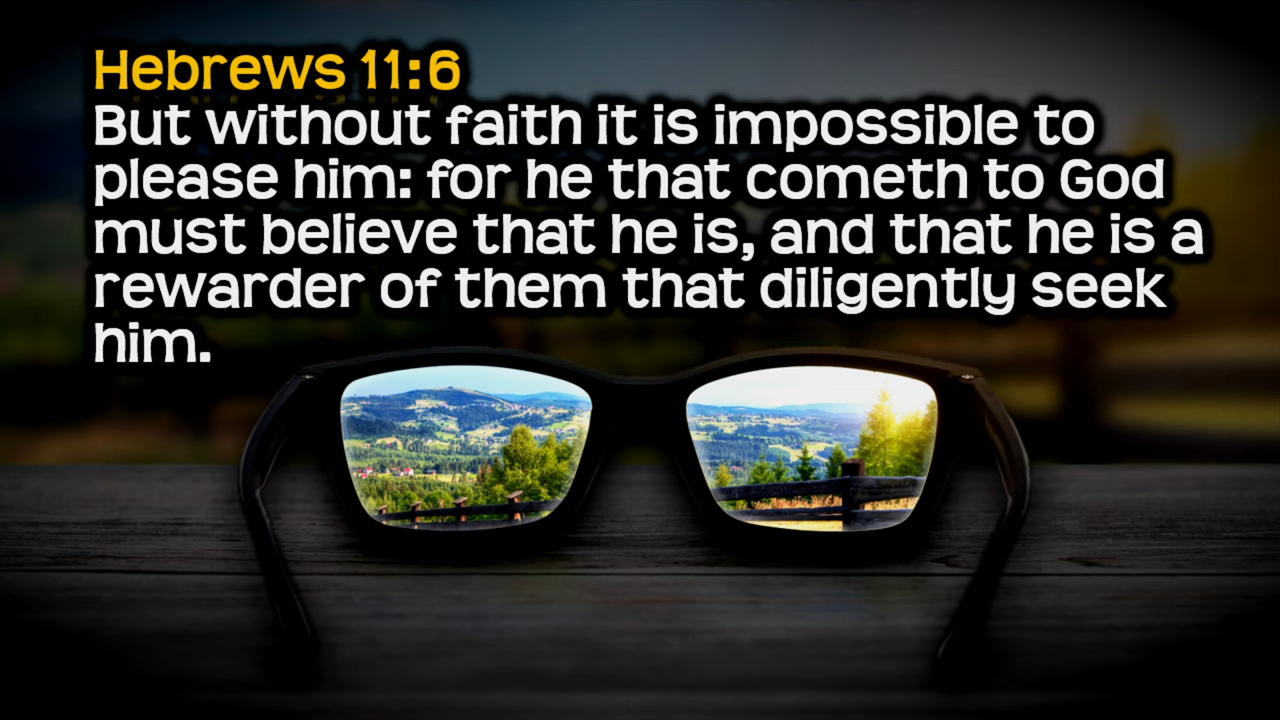 Hebrews 11:6
But without faith it is impossible to
please him: for he that cometh to God
must believe that he is, and that he is a
rewarder of them that diligently seek
him.